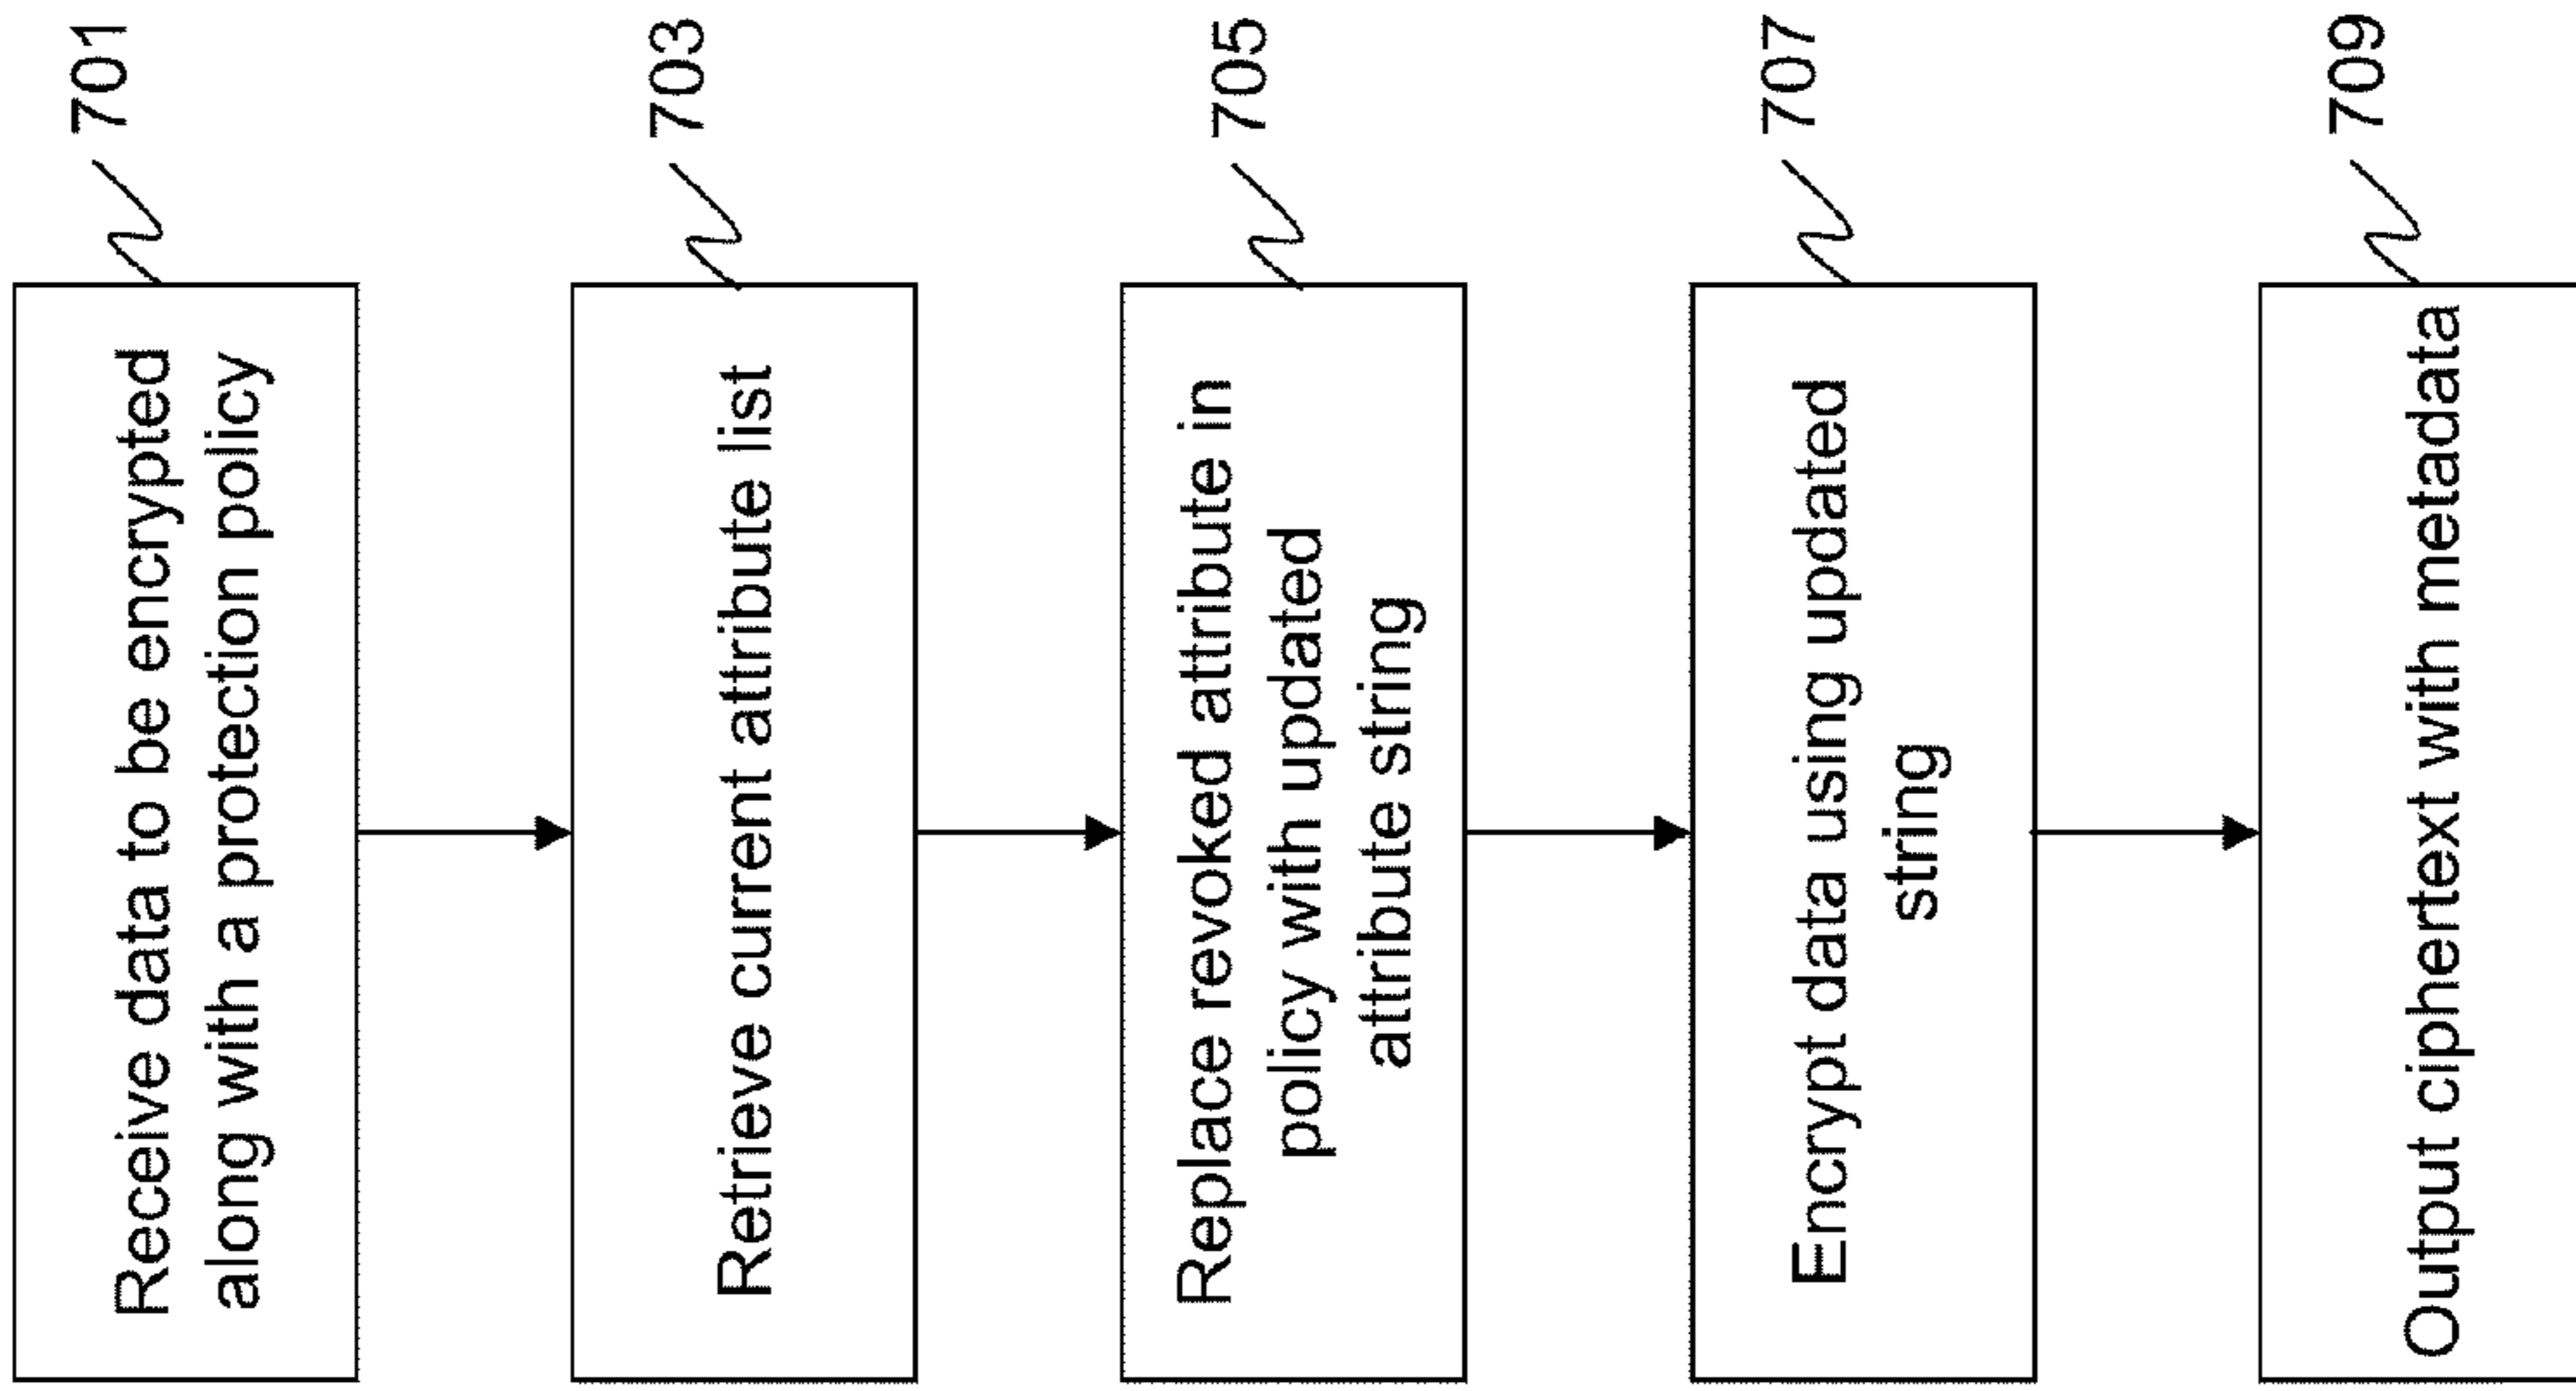 Receive data to be encrypted
along with a protection policy
701
Retrieve current attribute list
703
Replace revoked attribute in
policy with updated
attribute string
705
Encrypt data using updated
string
707
Output ciphertext with metadata
709